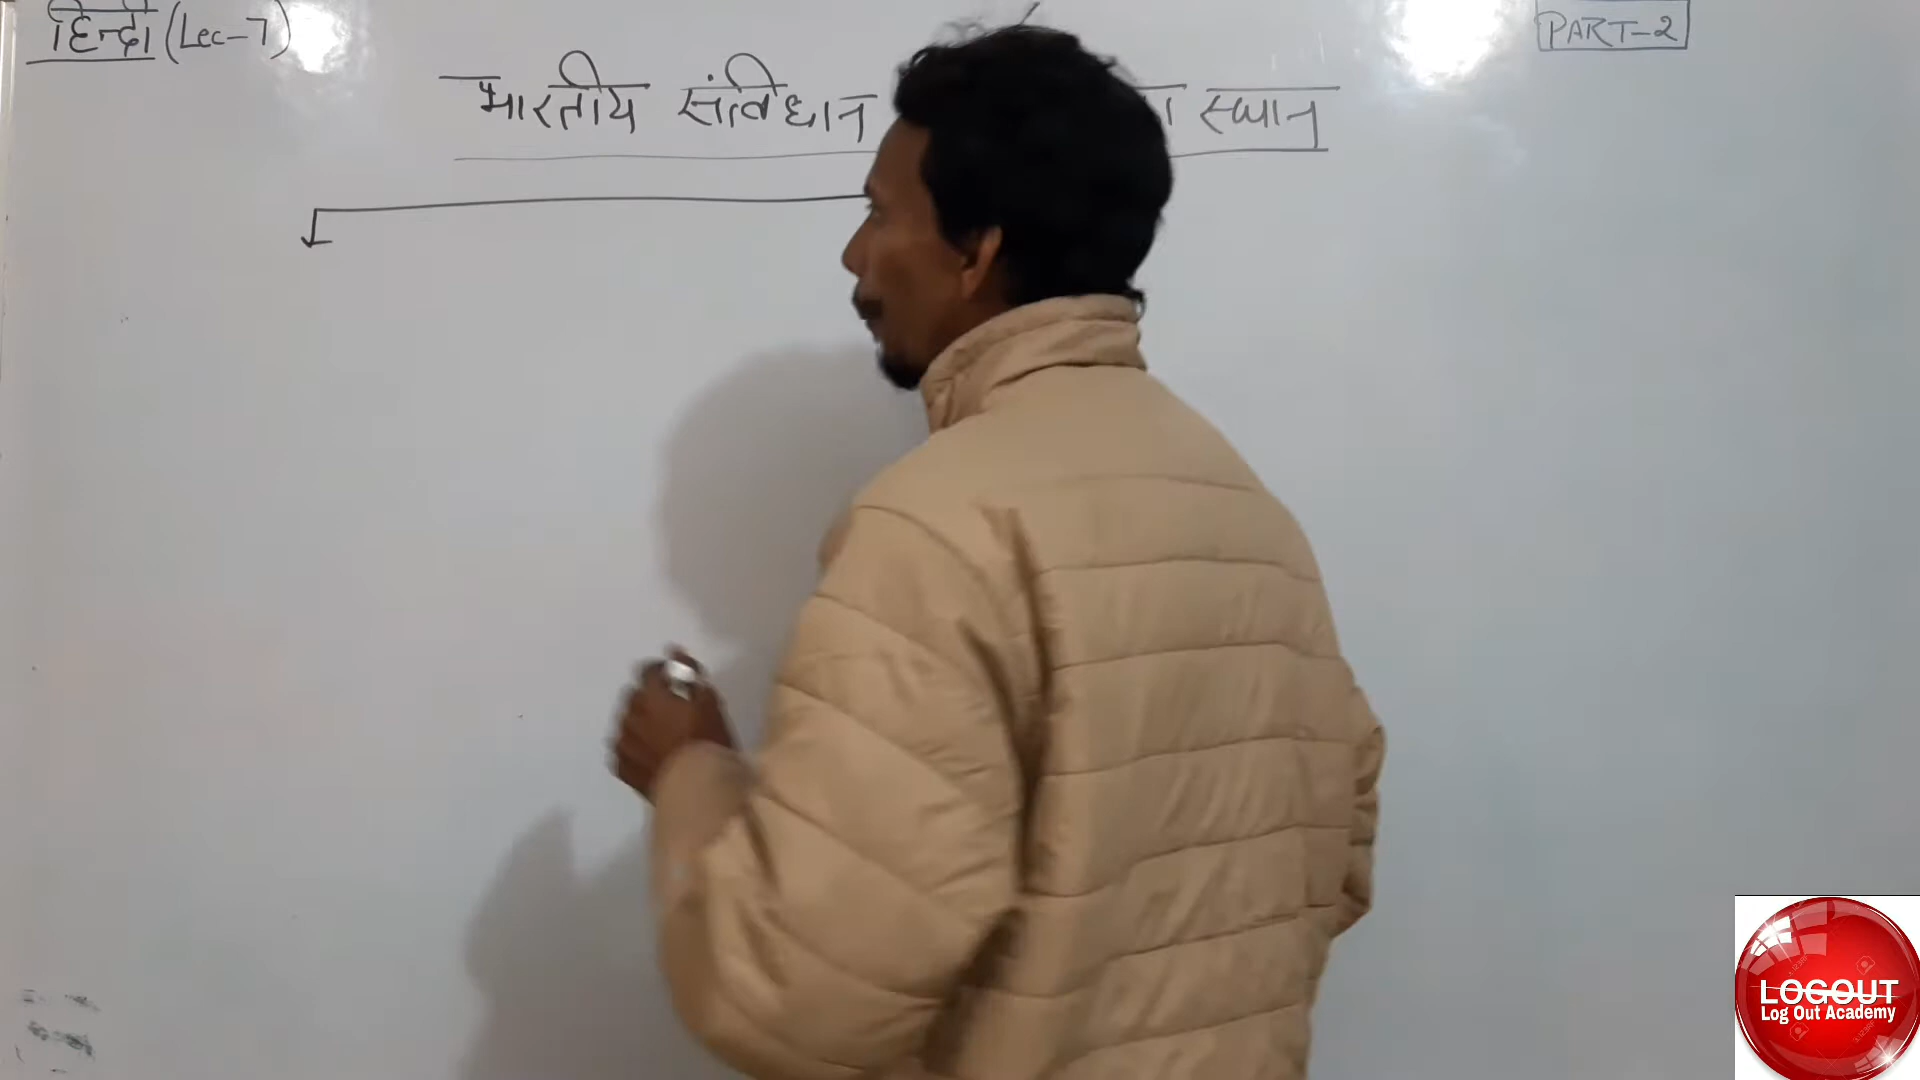 हिन्दी (Lec-7)
PART-2
भारतीय संविधान स्थान
LOGOUT
Log Out Academy